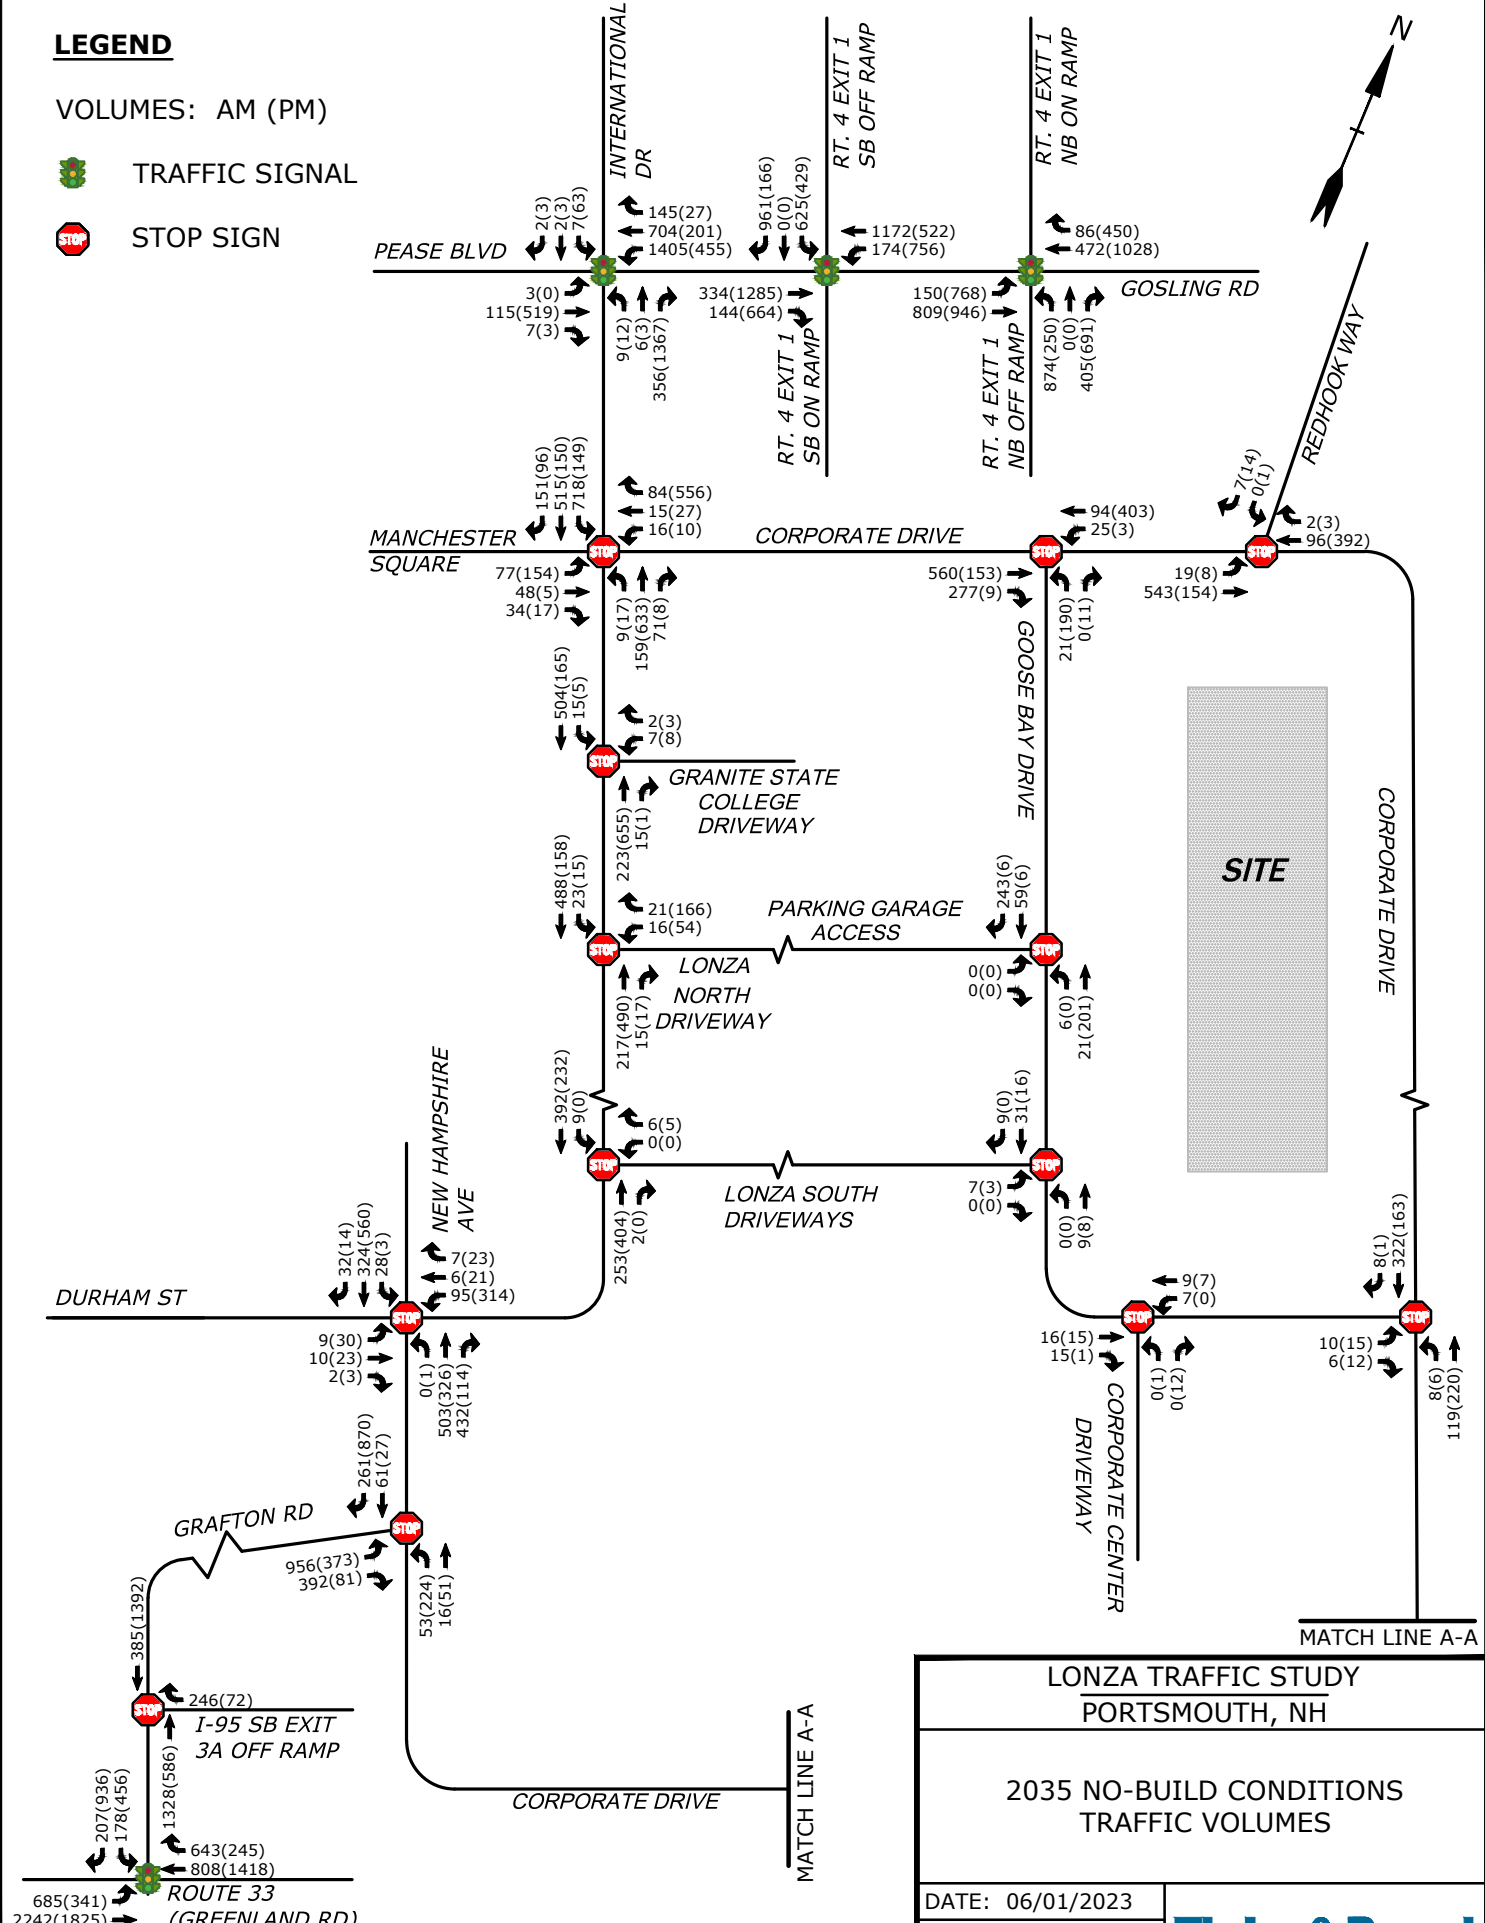 LEGEND
VOLUMES: AM (PM)
TRAFFIC SIGNAL
STOP
STOP SIGN
N
INTERNATIONAL
DR
RT. 4 EXIT 1
SB OFF RAMP
RT. 4 EXIT 1
NB ON RAMP
PEASE BLVD
2(3)
2(3)
7(63)
145(27)
704(201)
1405(455)
3(0)
115(519)
7(3)
9(12)
6(3)
356(1367)
961(166)
0(0)
625(429)
1172(522)
174(756)
334(1285)
144(664)
RT. 4 EXIT 1
SB ON RAMP
86(450)
472(1028)
150(768)
809(946)
874(250)
0(0)
405(691)
RT. 4 EXIT 1
NB OFF RAMP
GOSLING RD
REDHOOK WAY
MANCHESTER
SQUARE
151(96)
515(150)
718(149)
84(556)
15(27)
16(10)
STOP
77(154)
48(5)
34(17)
9(17)
159(633)
71(8)
CORPORATE DRIVE
94(403)
25(3)
STOP
560(153)
277(9)
21(190)
0(11)
7(14)
0(1)
2(3)
96(392)
STOP
19(8)
543(154)
GOOSE BAY DRIVE
504(165)
15(5)
2(3)
7(8)
STOP
223(655)
15(1)
GRANITE STATE
COLLEGE
DRIVEWAY
SITE
CORPORATE DRIVE
488(158)
23(15)
21(166)
16(54)
STOP
217(490)
15(17)
PARKING GARAGE
ACCESS
LONZA
NORTH
DRIVEWAY
243(6)
59(6)
STOP
0(0)
0(0)
6(0)
21(201)
392(232)
9(0)
6(5)
0(0)
STOP
253(404)
2(0)
LONZA SOUTH
DRIVEWAYS
9(0)
31(16)
STOP
7(3)
0(0)
0(0)
9(8)
NEW HAMPSHIRE
AVE
DURHAM ST
32(14)
324(560)
28(3)
7(23)
6(21)
95(314)
STOP
9(30)
10(23)
2(3)
0(1)
503(326)
432(114)
9(7)
7(0)
STOP
16(15)
15(1)
0(1)
0(12)
CORPORATE CENTER
DRIVEWAY
8(1)
322(163)
STOP
10(15)
6(12)
8(6)
119(220)
MATCH LINE A-A
GRAFTON RD
261(870)
61(27)
STOP
956(373)
392(81)
53(224)
16(51)
385(1392)
STOP
246(72)
I-95 SB EXIT
3A OFF RAMP
1328(586)
CORPORATE DRIVE
MATCH LINE A-A
207(936)
178(456)
643(245)
808(1418)
685(341)
2242(1825)
ROUTE 33
(GREENLAND RD)
LONZA TRAFFIC STUDY
PORTSMOUTH, NH
2035 NO-BUILD CONDITIONS
TRAFFIC VOLUMES
DATE: 06/01/2023